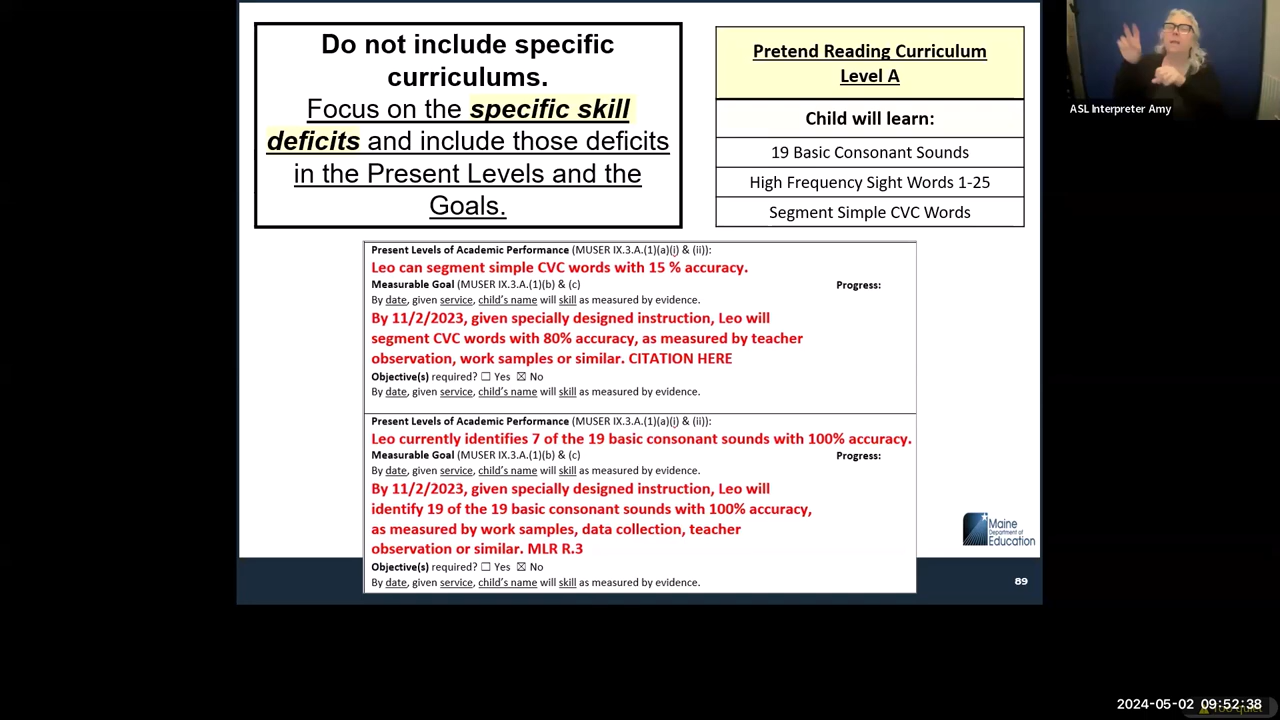 Do not include specific
curriculums.
Focus on the specific skill
deficits and include those deficits
in the Present Levels and the
Goals.
Pretend Reading Curriculum
Level A
Child will learn:
19 Basic Consonant Sounds
High Frequency Sight Words 1-25
Segment Simple CVC Words
ASL Interpreter Amy
Present Levels of Academic Performance (MUSER IX.3.A.(1)(a)(i) & (ii)):
Leo can segment simple CVC words with 15 % accuracy.
Measurable Goal (MUSER IX.3.A.(1)(b) & (c) Progress:
By date, given service, child's name will skill as measured by evidence.
By 11/2/2023, given specially designed instruction, Leo will
segment CVC words with 80% accuracy, as measured by teacher
observation, work samples or similar. CITATION HERE
Objective(s) required? ☐ Yes ☒ No
By date, given service, child's name will skill as measured by evidence.
Present Levels of Academic Performance (MUSER IX.3.A.(1)(a)(i) & (ii)):
Leo currently identifies 7 of the 19 basic consonant sounds with 100% accuracy.
Measurable Goal (MUSER IX.3.A.(1)(b) & (c) Progress:
By date, given service, child's name will skill as measured by evidence.
By 11/2/2023, given specially designed instruction, Leo will
identify 19 of the 19 basic consonant sounds with 100% accuracy,
as measured by work samples, data collection, teacher
observation or similar. MLR R.3
Objective(s) required? ☐ Yes ☒ No
By date, given service, child's name will skill as measured by evidence.
Maine
Department of
Education
89
2024-05-02 09:52:38